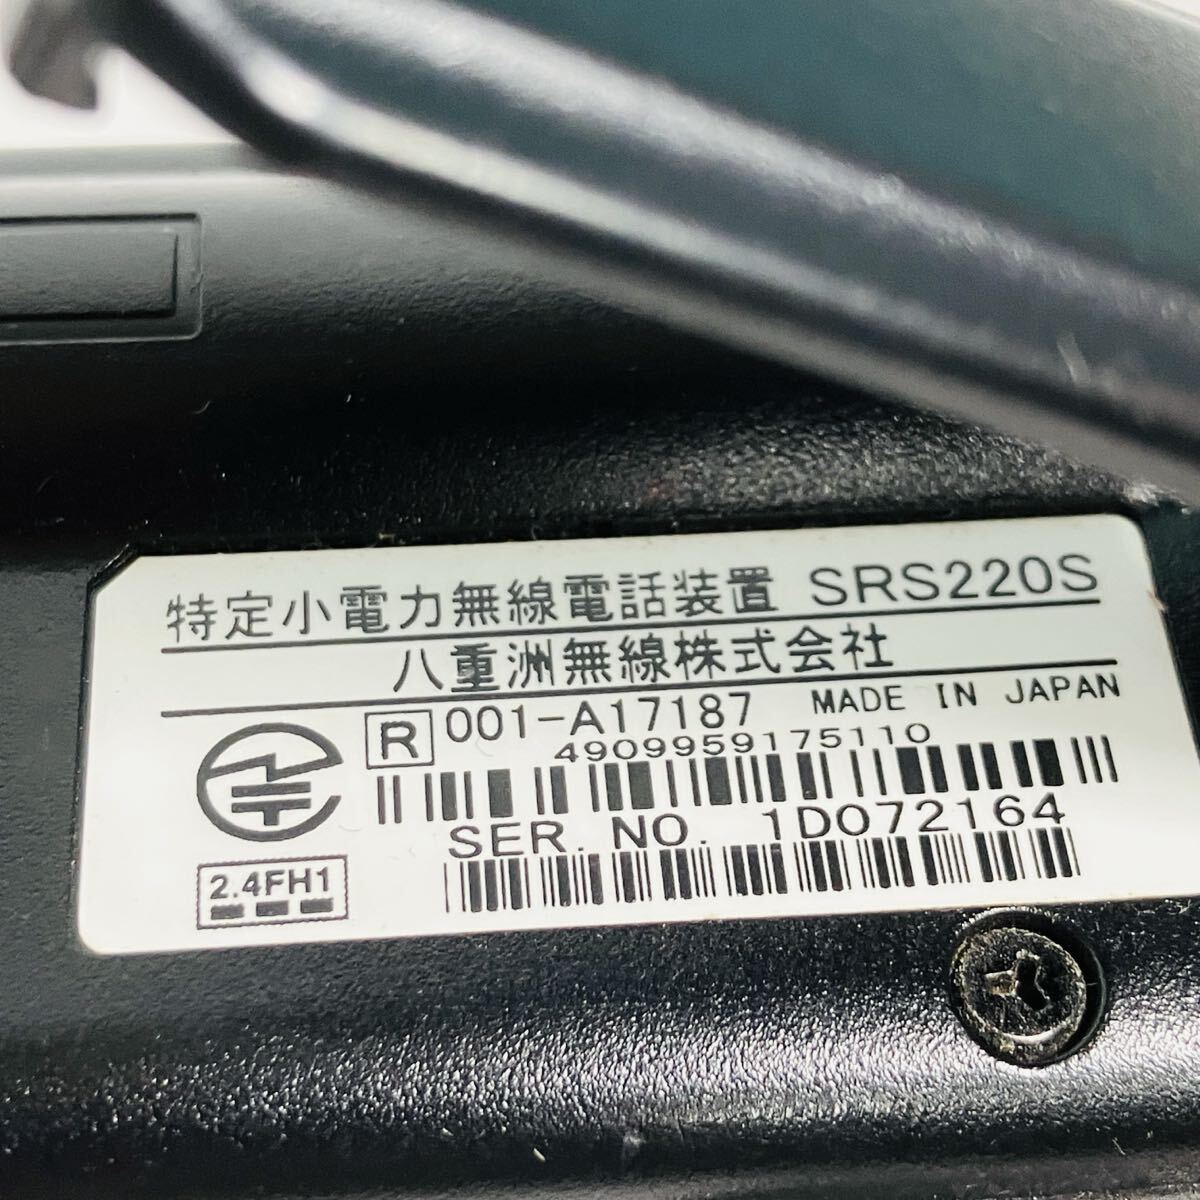 特定小電力無線電話装置 SRS220S
八重洲無線株式会社
R 001-A17187 MADE IN JAPAN
4909959175110
SER. NO. 1D072164
2.4FH1